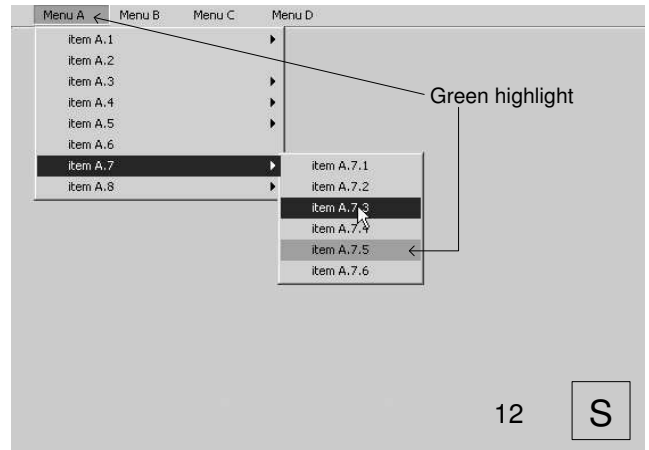 Menu A Menu B Menu C Menu D
item A.1
item A.2
item A.3
item A.4
item A.5
item A.6
item A.7
item A.8
Green highlight
item A.7.1
item A.7.2
item A.7.3
item A.7.4
item A.7.5
item A.7.6
12
S